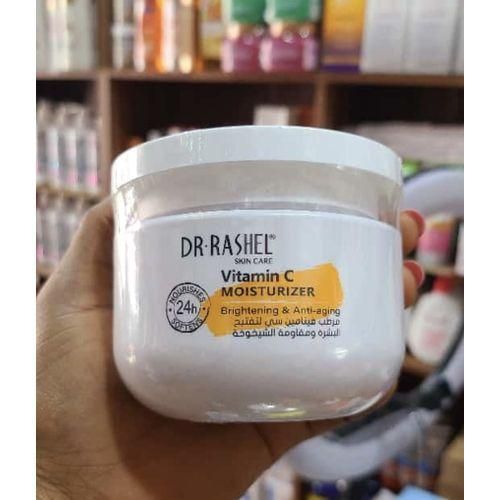 DR·RASHEL®
SKIN CARE
Vitamin C
MOISTURIZER
Brightening & Anti-aging
مرطب فيتامين سي لتفتيح
البشرة ومقاومة الشيخوخة
NOURISHES
24h
SOFTENS